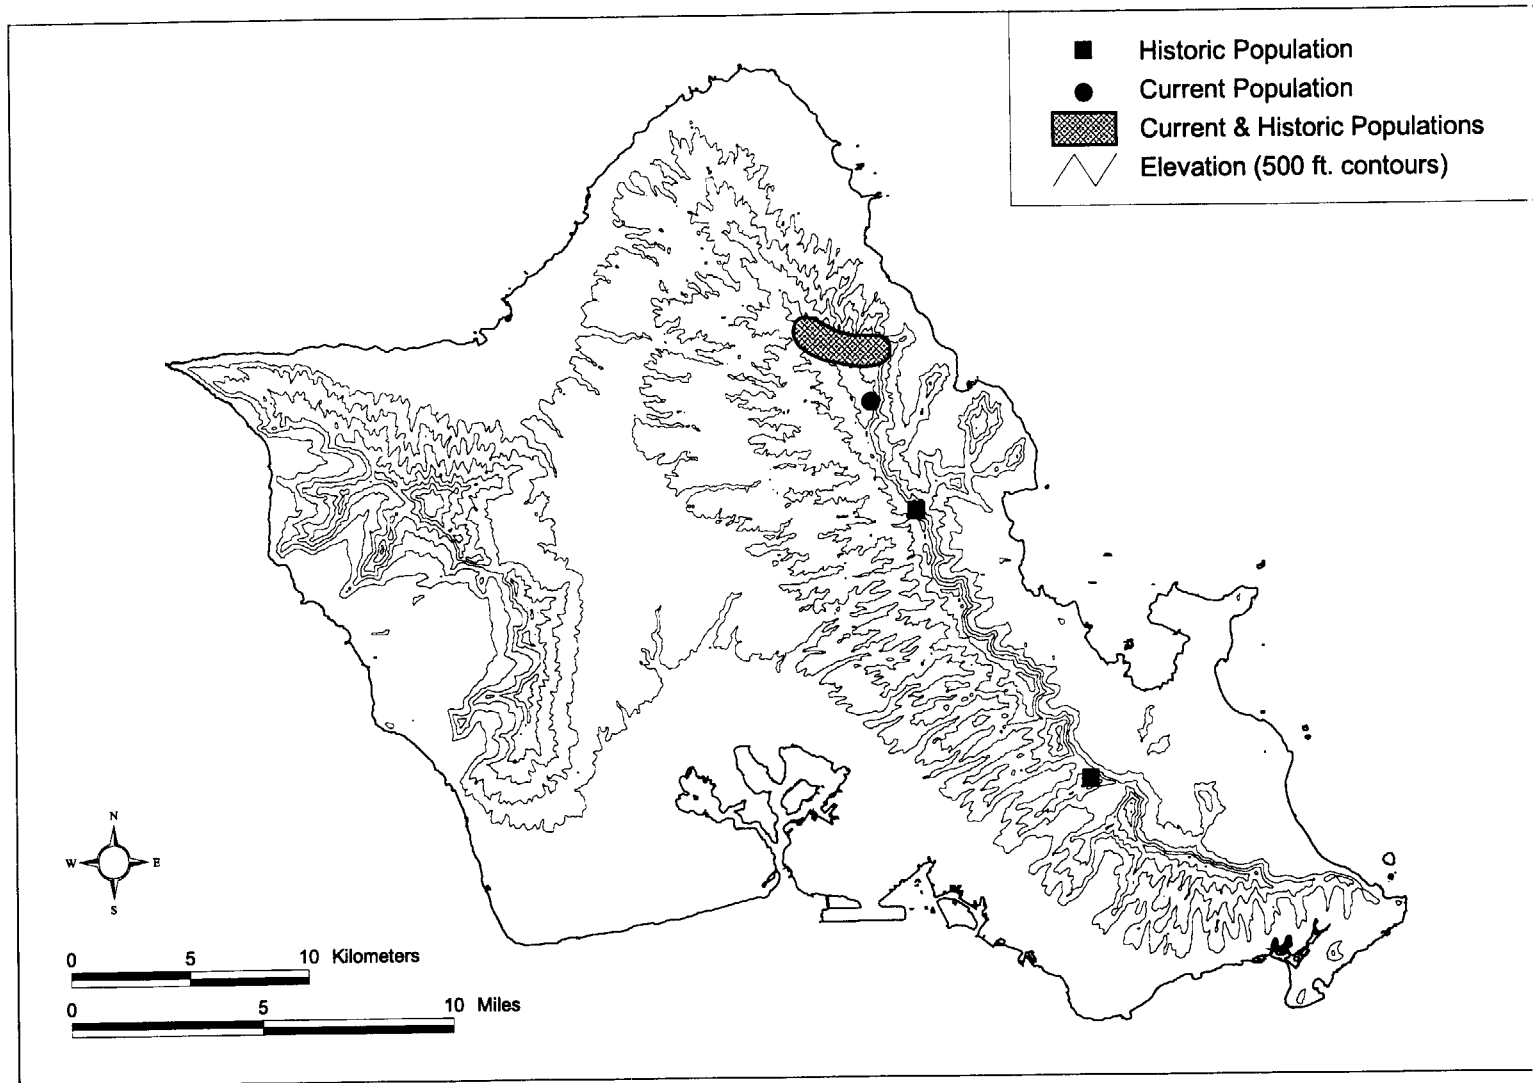 Historic Population
Current Population
Current & Historic Populations
Elevation (500 ft. contours)
N
W E
S
0 5 10 Kilometers
0 5 10 Miles